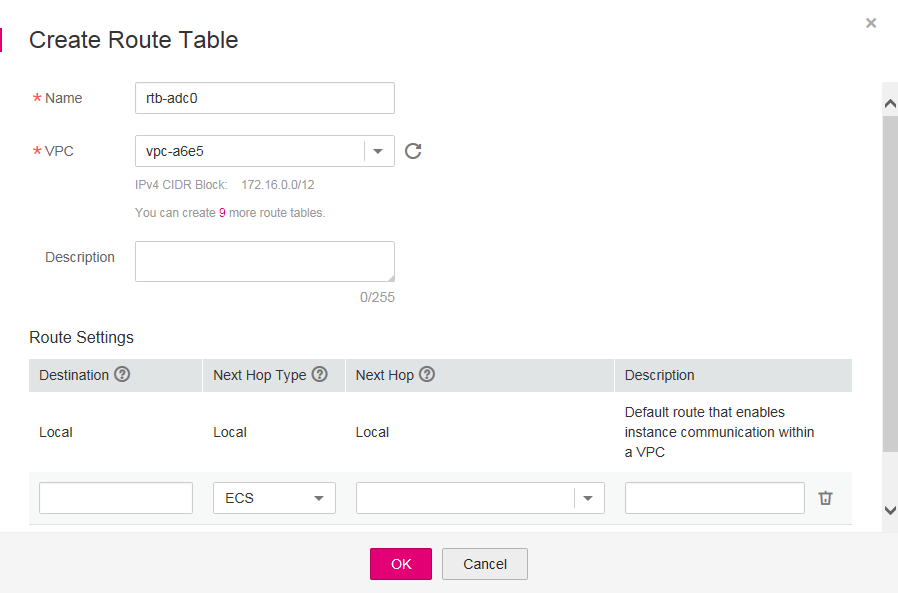 Create Route Table
×
* Name
rtb-adc0
* VPC
vpc-a6e5
IPv4 CIDR Block: 172.16.0.0/12
You can create 9 more route tables.
Description
0/255
Route Settings
Destination ? Next Hop Type ? Next Hop ? Description
Local Local Local Default route that enables
instance communication within
a VPC
ECS
OK Cancel